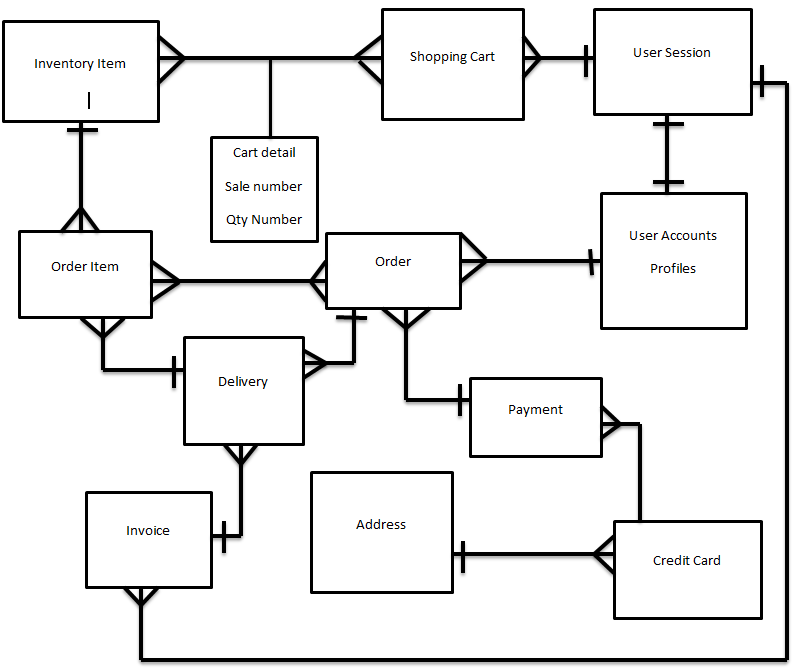 Inventory Item
Shopping Cart
User Session
Cart detail
Sale number
Qty Number
Order Item
Order
User Accounts
Profiles
Delivery
Payment
Invoice
Address
Credit Card